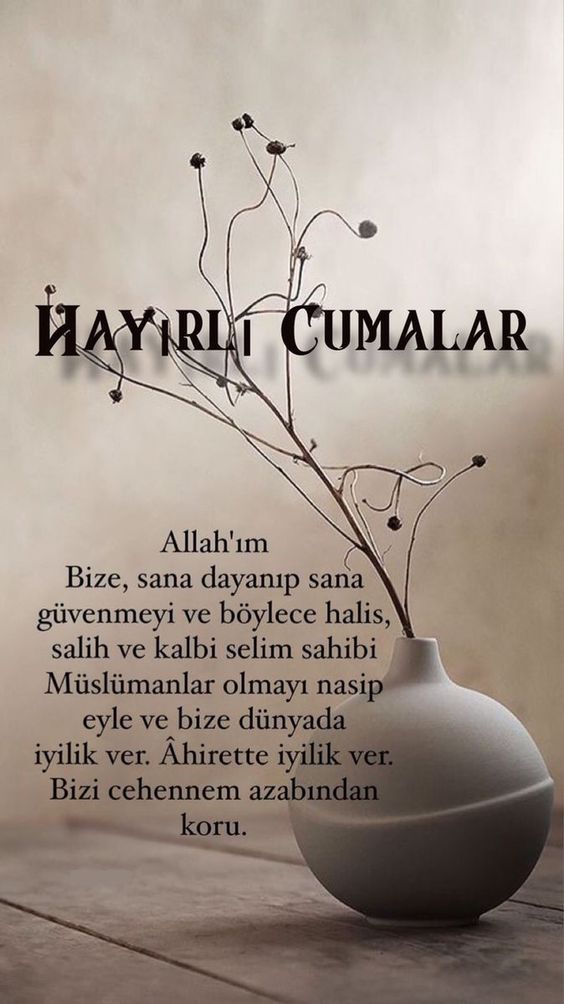 Hayırlı Cumalar
Allah'ım
Bize, sana dayanıp sana
güvenmeyi ve böylece halis,
salih ve kalbi selim sahibi
Müslümanlar olmayı nasip
eyle ve bize dünyada
iyilik ver. Âhirette iyilik ver.
Bizi cehennem azabından
koru.